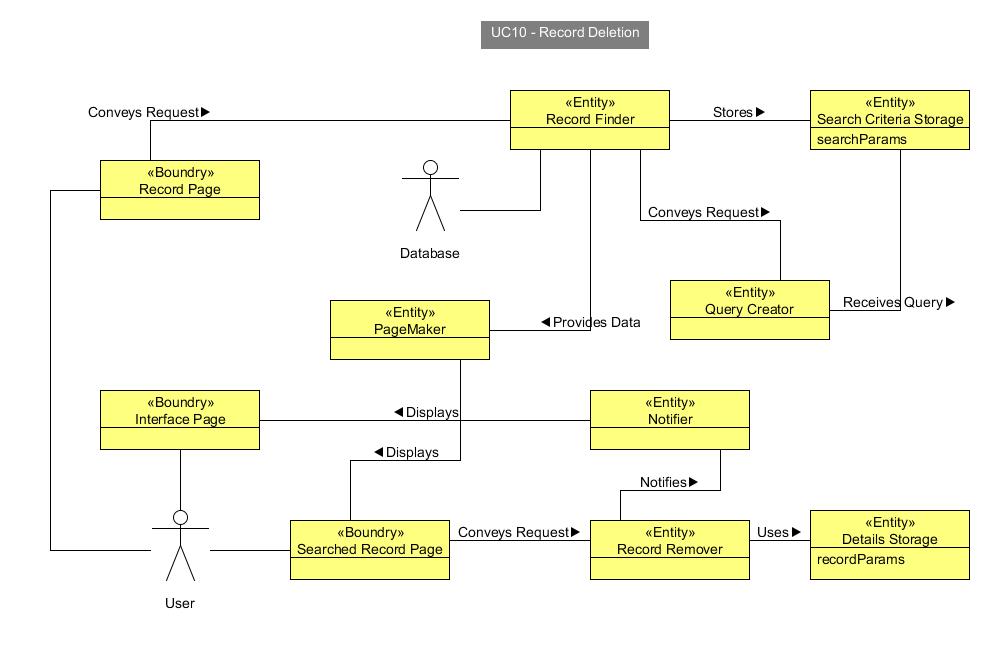 UC10 - Record Deletion
Conveys Request▶
«Entity»
Record Finder
Stores▶
«Entity»
Search Criteria Storage
searchParams
«Boundry»
Record Page
Database
Conveys Request▶
«Entity»
Query Creator
Receives Query▶
«Entity»
PageMaker
◀Provides Data
«Boundry»
Interface Page
◀Displays
«Entity»
Notifier
◀Displays
Notifies▶
«Boundry»
Searched Record Page
Conveys Request▶
«Entity»
Record Remover
Uses▶
«Entity»
Details Storage
recordParams
User